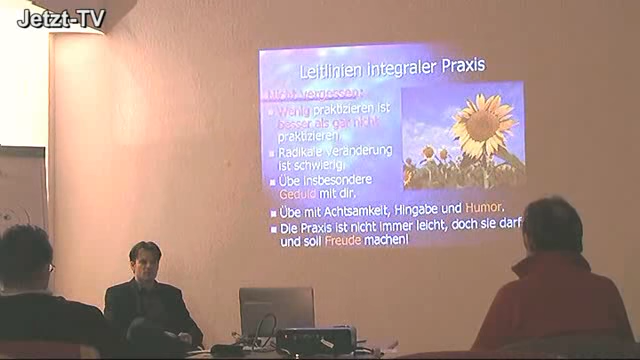 Jetzt-TV
Leitlinien integraler Praxis
Nicht vergessen:
Wenig praktizieren ist
besser als gar nicht
praktizieren.
Radikale Veränderung
ist schwierig.
Übe insbesondere
Geduld mit dir.
Übe mit Achtsamkeit, Hingabe und Humor.
Die Praxis ist nicht immer leicht, doch sie darf
und soll Freude machen!